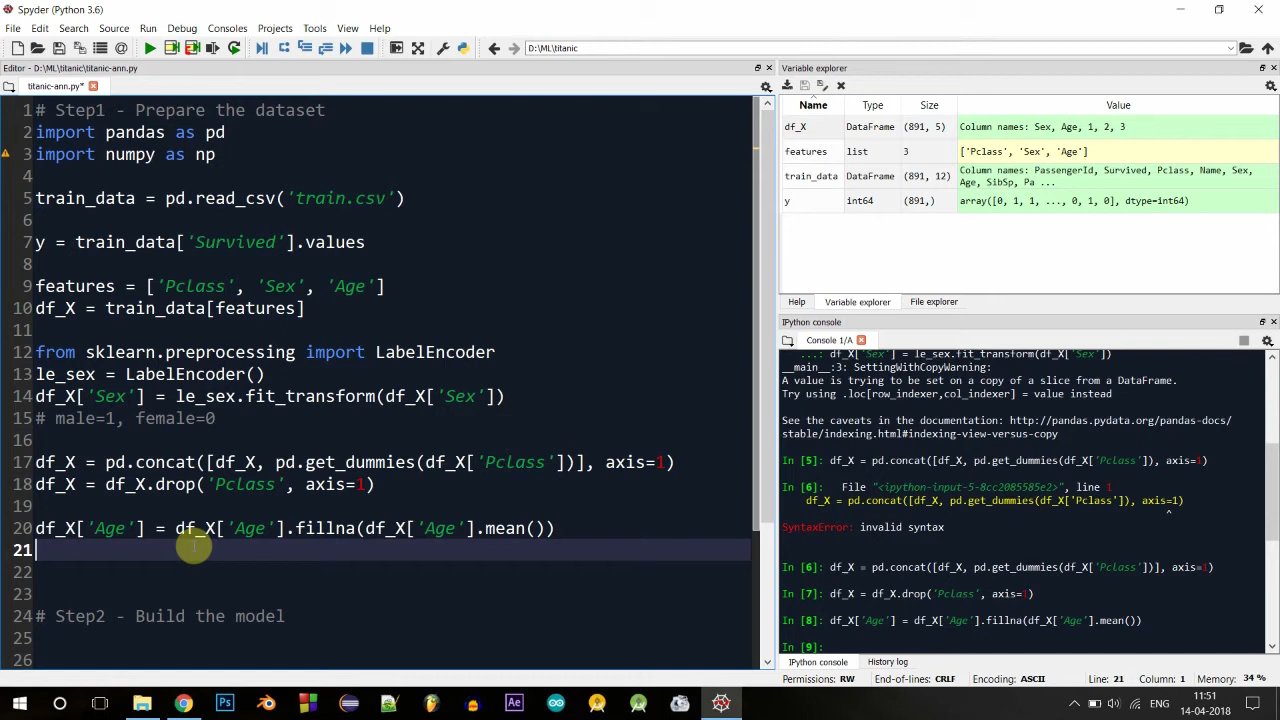 Spyder (Python 3.6)
File Edit Search Source Run Debug Consoles Projects Tools View Help
D:\ML\titanic
Editor - D:\ML\titanic\titanic-ann.py
titanic-ann.py*
1 # Step1 - Prepare the dataset
2 import pandas as pd
3 import numpy as np
4
5 train_data = pd.read_csv('train.csv')
6
7 y = train_data['Survived'].values
8
9 features = ['Pclass', 'Sex', 'Age']
10 df_X = train_data[features]
11
12 from sklearn.preprocessing import LabelEncoder
13 le_sex = LabelEncoder()
14 df_X['Sex'] = le_sex.fit_transform(df_X['Sex'])
15 # male=1, female=0
16
17 df_X = pd.concat([df_X, pd.get_dummies(df_X['Pclass'])], axis=1)
18 df_X = df_X.drop('Pclass', axis=1)
19
20 df_X['Age'] = df_X['Age'].fillna(df_X['Age'].mean())
21
22
23
24 # Step2 - Build the model
25
26
Variable explorer
Name Type Size Value
df_X DataFrame (891, 5) Column names: Sex, Age, 1, 2, 3
features list 3 ['Pclass', 'Sex', 'Age']
train_data DataFrame (891, 12) Column names: PassengerId, Survived, Pclass, Name, Sex,
Age, SibSp, Pa ...
y int64 (891,) array([0, 1, 1, ..., 0, 1, 0], dtype=int64)
Help Variable explorer File explorer
IPython console
Console 1/A
...: df_X['Sex'] = le_sex.fit_transform(df_X['Sex'])
__main__:3: SettingWithCopyWarning:
A value is trying to be set on a copy of a slice from a DataFrame.
Try using .loc[row_indexer,col_indexer] = value instead
See the caveats in the documentation: http://pandas.pydata.org/pandas-docs/
stable/indexing.html#indexing-view-versus-copy
In [5]: df_X = pd.concat([df_X, pd.get_dummies(df_X['Pclass']), axis=1)
In [6]: File "<ipython-input-5-8cc2085585e2>", line 1
df_X = pd.concat([df_X, pd.get_dummies(df_X['Pclass']), axis=1)
^
SyntaxError: invalid syntax
In [6]: df_X = pd.concat([df_X, pd.get_dummies(df_X['Pclass'])], axis=1)
In [7]: df_X = df_X.drop('Pclass', axis=1)
In [8]: df_X['Age'] = df_X['Age'].fillna(df_X['Age'].mean())
In [9]:
IPython console History log
Permissions: RW End-of-lines: CRLF Encoding: ASCII Line: 21 Column: 1 Memory: 34 %
Ps Ae ENG 11:51
14-04-2018